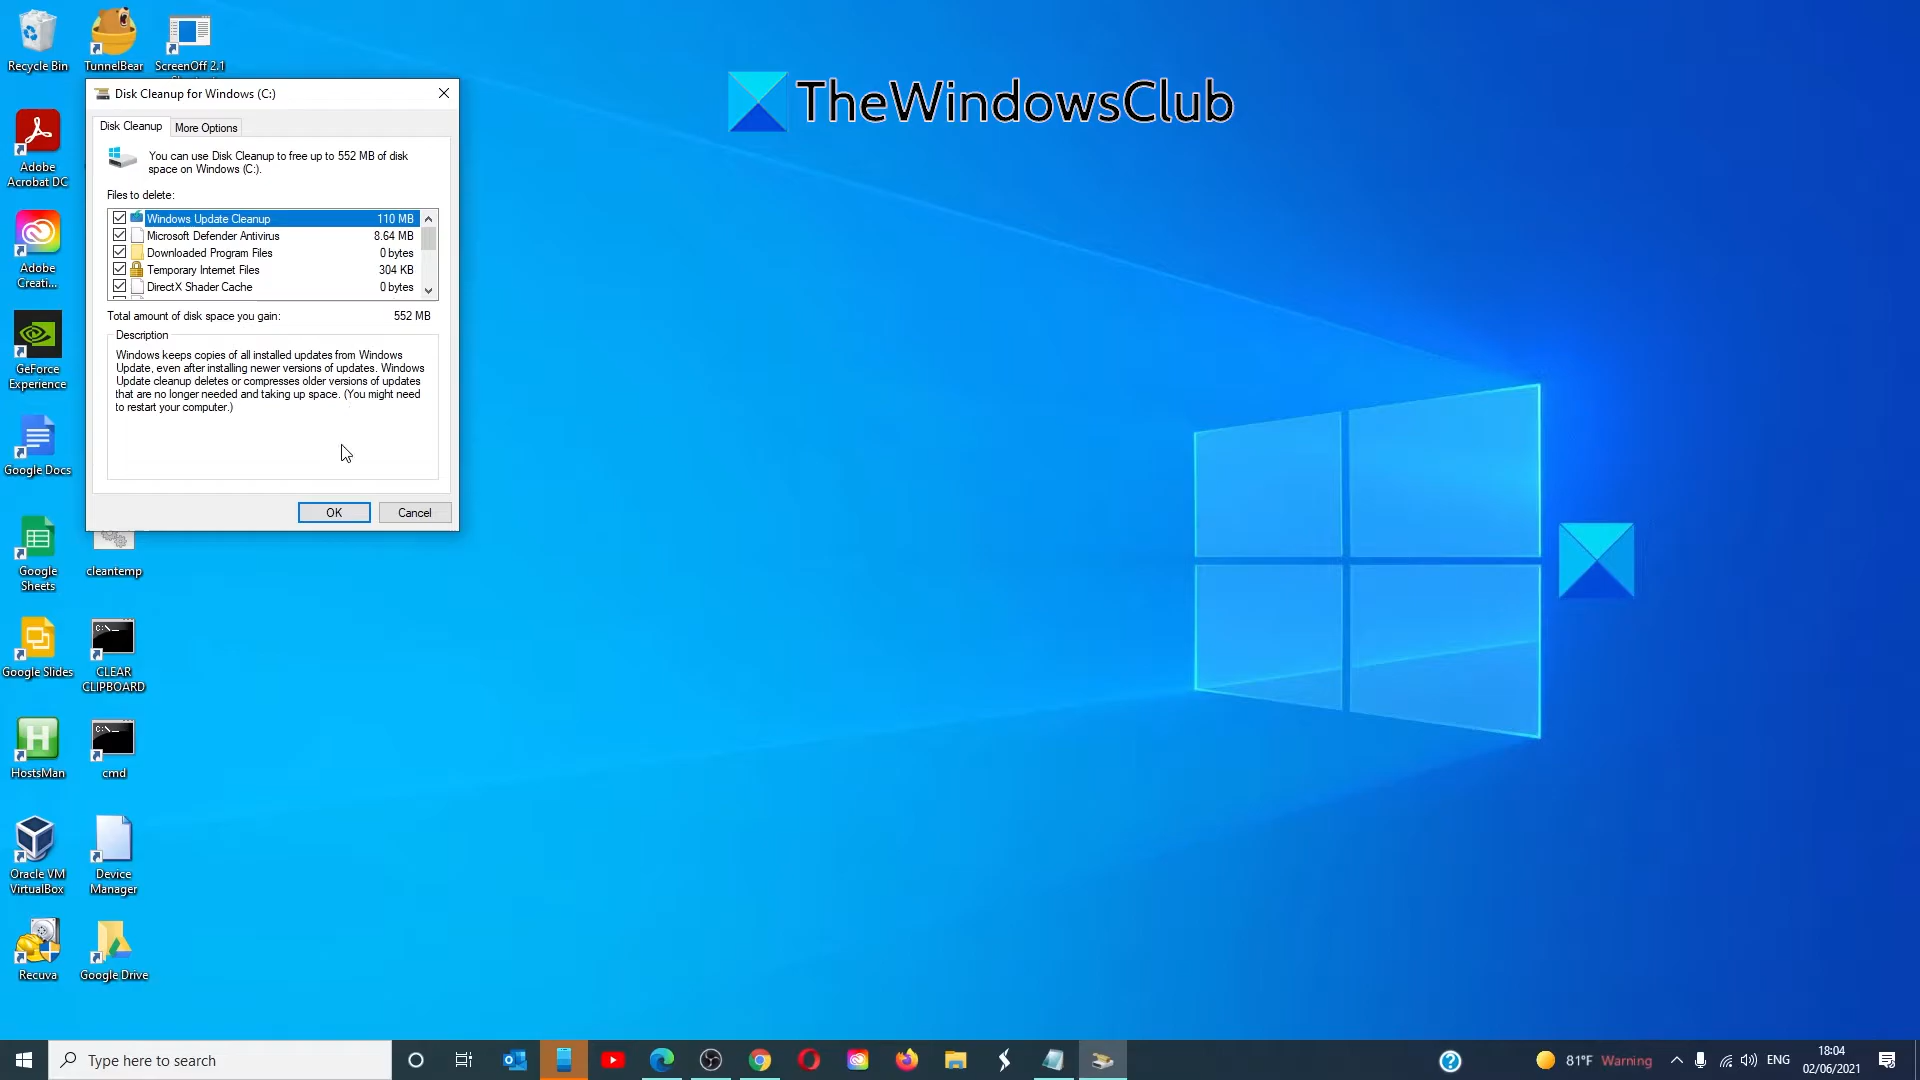 Recycle Bin
TunnelBear
ScreenOff 2.1
Disk Cleanup for Windows (C:)
Disk Cleanup
More Options
You can use Disk Cleanup to free up to 552 MB of disk
space on Windows (C:).
Files to delete:
Windows Update Cleanup 110 MB
Microsoft Defender Antivirus 8.64 MB
Downloaded Program Files 0 bytes
Temporary Internet Files 304 KB
DirectX Shader Cache 0 bytes
Total amount of disk space you gain: 552 MB
Description
Windows keeps copies of all installed updates from Windows
Update, even after installing newer versions of updates. Windows
Update cleanup deletes or compresses older versions of updates
that are no longer needed and taking up space. (You might need
to restart your computer.)
OK
Cancel
TheWindowsClub
Adobe
Acrobat DC
Adobe
Creati...
GeForce
Experience
Google Docs
Google
Sheets
cleantemp
Google Slides
CLEAR
CLIPBOARD
HostsMan
cmd
Oracle VM
VirtualBox
Device
Manager
Recuva
Google Drive
Type here to search
81°F Warning
ENG
18:04
02/06/2021